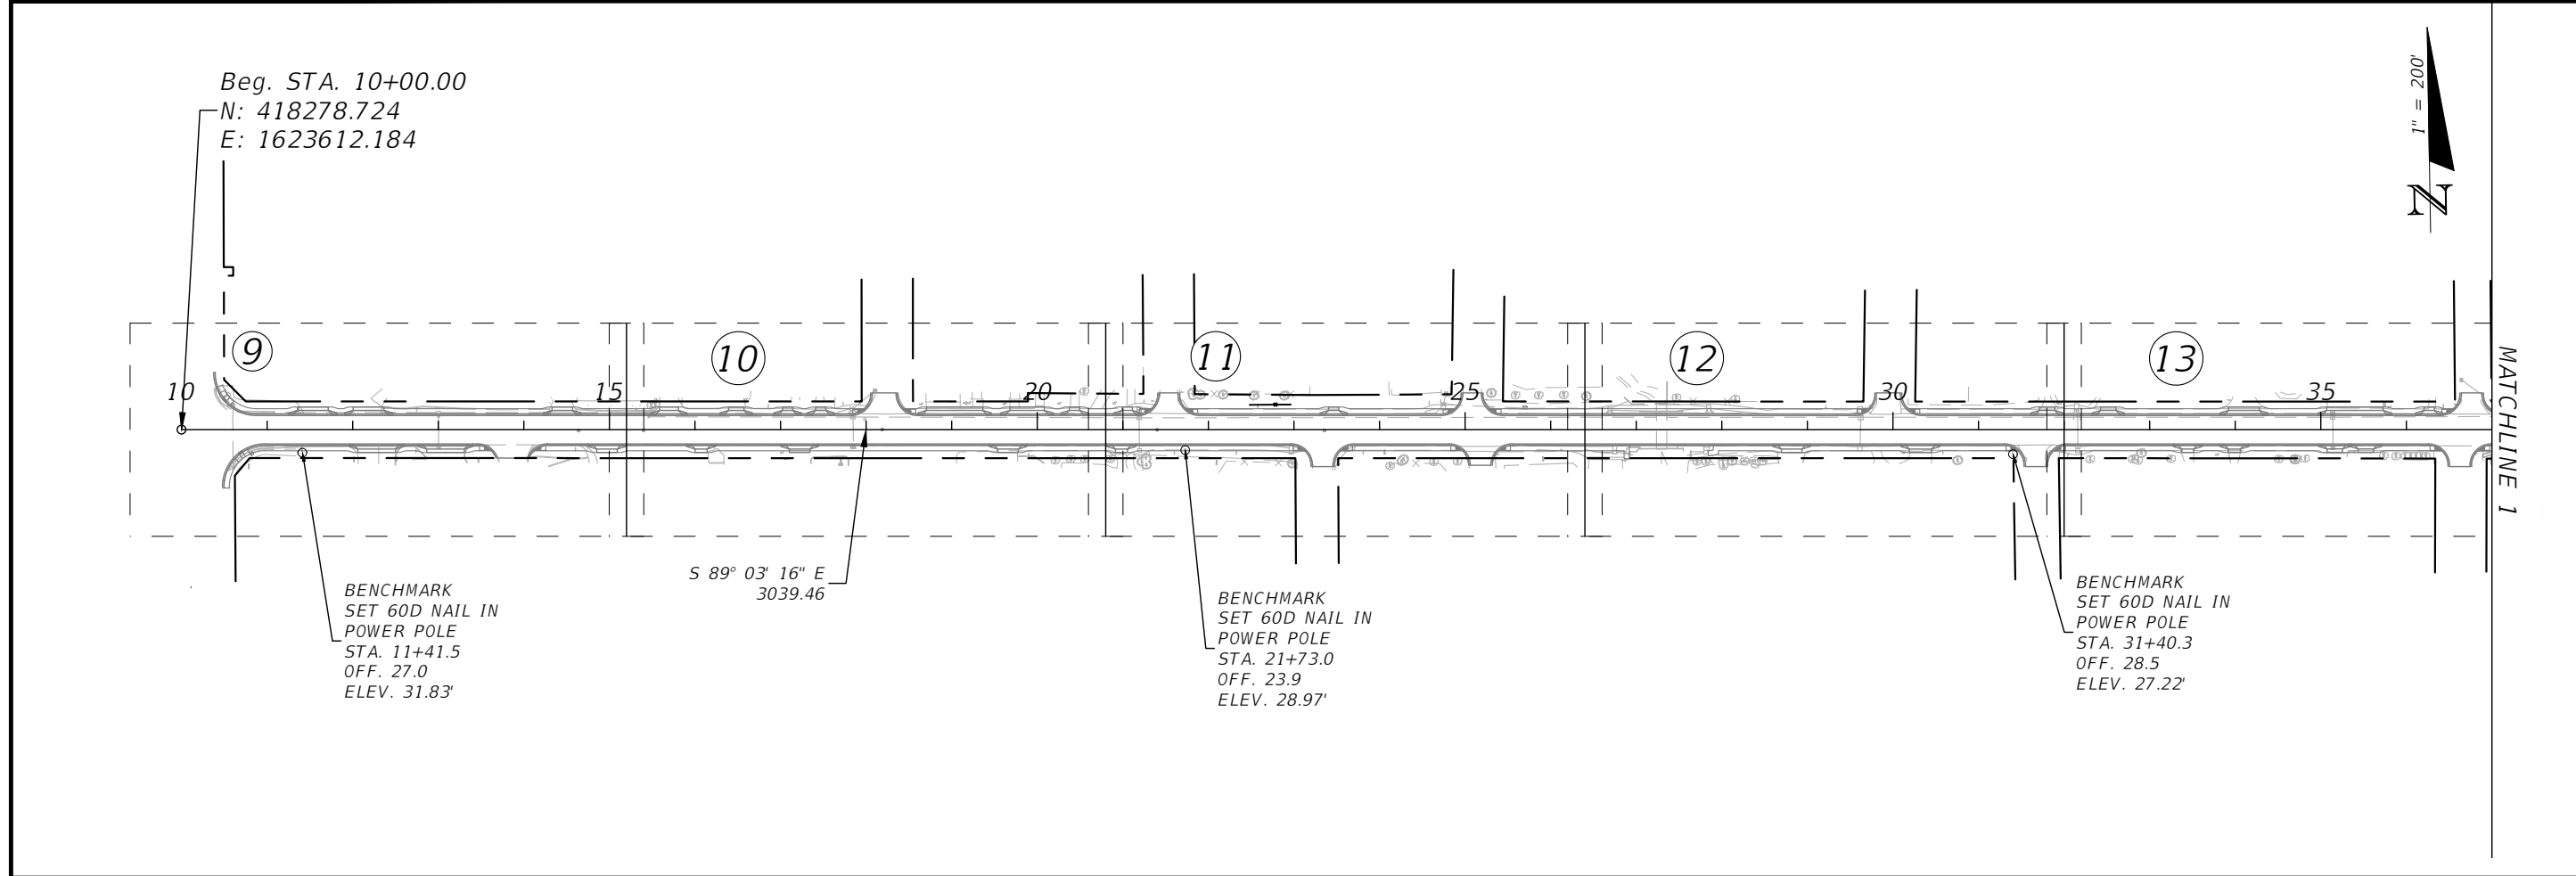 Beg. STA. 10+00.00
N: 418278.724
E: 1623612.184
1" = 200'
N
9
10
11
12
13
10
15
20
25
30
35
MATCHLINE 1
S 89° 03' 16" E
3039.46
BENCHMARK
SET 60D NAIL IN
POWER POLE
STA. 11+41.5
OFF. 27.0
ELEV. 31.83'
BENCHMARK
SET 60D NAIL IN
POWER POLE
STA. 21+73.0
OFF. 23.9
ELEV. 28.97'
BENCHMARK
SET 60D NAIL IN
POWER POLE
STA. 31+40.3
OFF. 28.5
ELEV. 27.22'